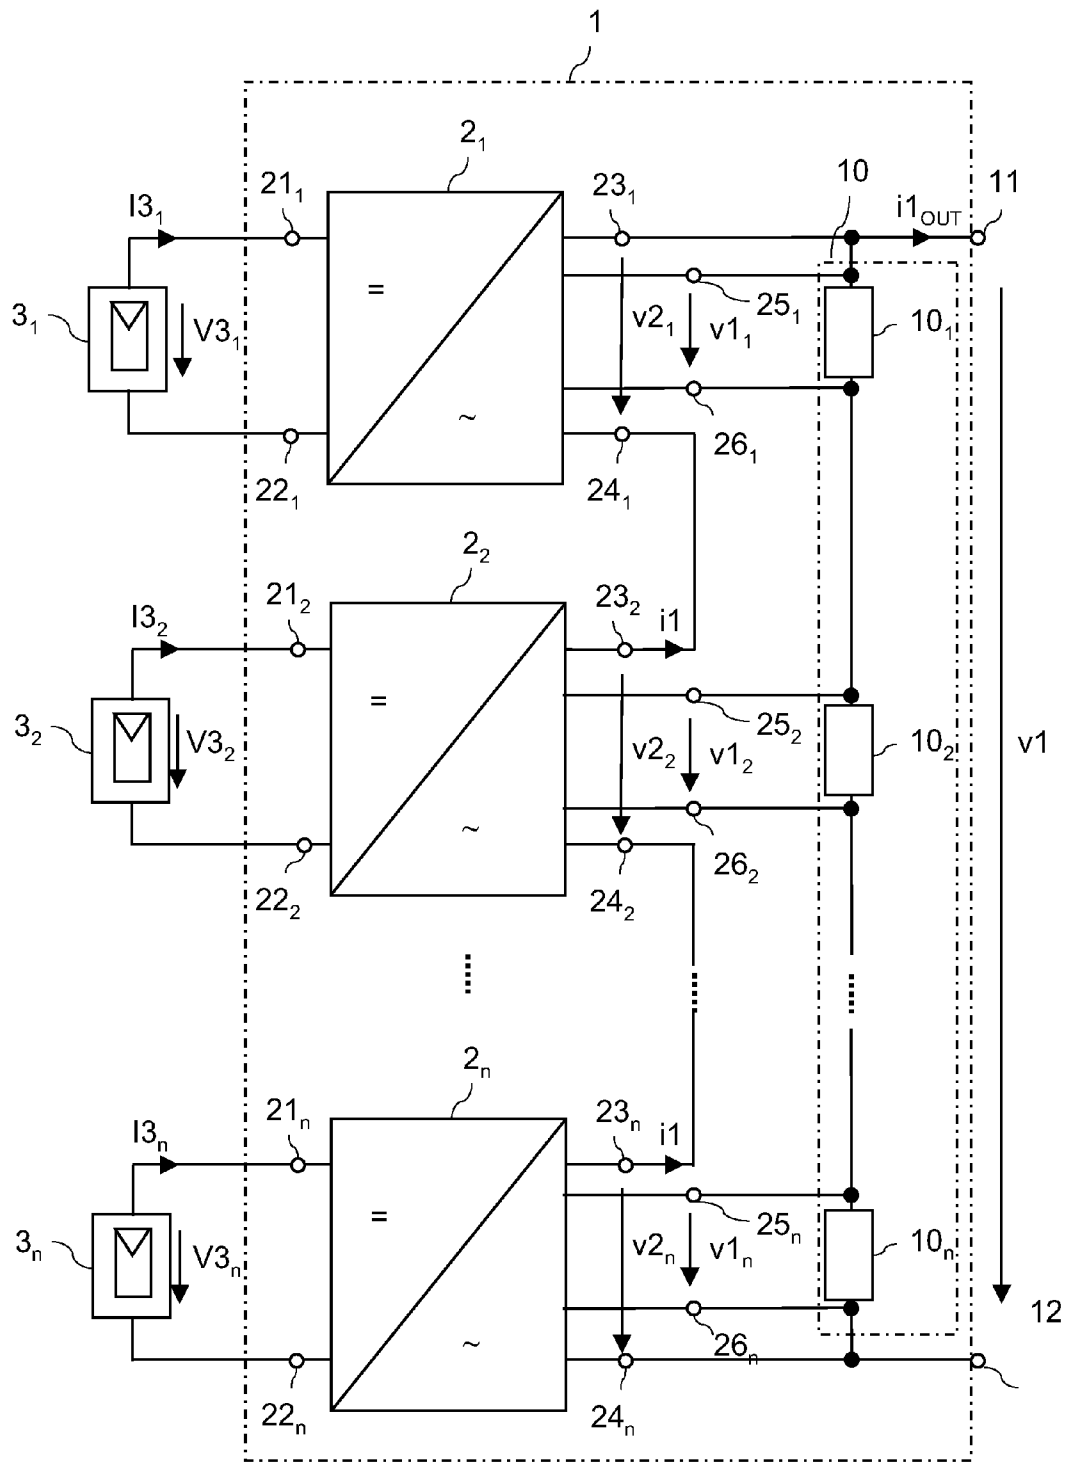 1
2₁
10
21₁
23₁
11
I3₁
i1OUT
=
25₁
3₁
V3₁
v2₁
v1₁
10₁
~
22₁
24₁
26₁
2₂
21₂
23₂
i1
I3₂
=
25₂
3₂
V3₂
v2₂
v1₂
10₂
v1
~
22₂
24₂
26₂
2n
21n
23n
i1
I3n
=
25n
3n
V3n
v2n
v1n
10n
12
~
26n
22n
24n